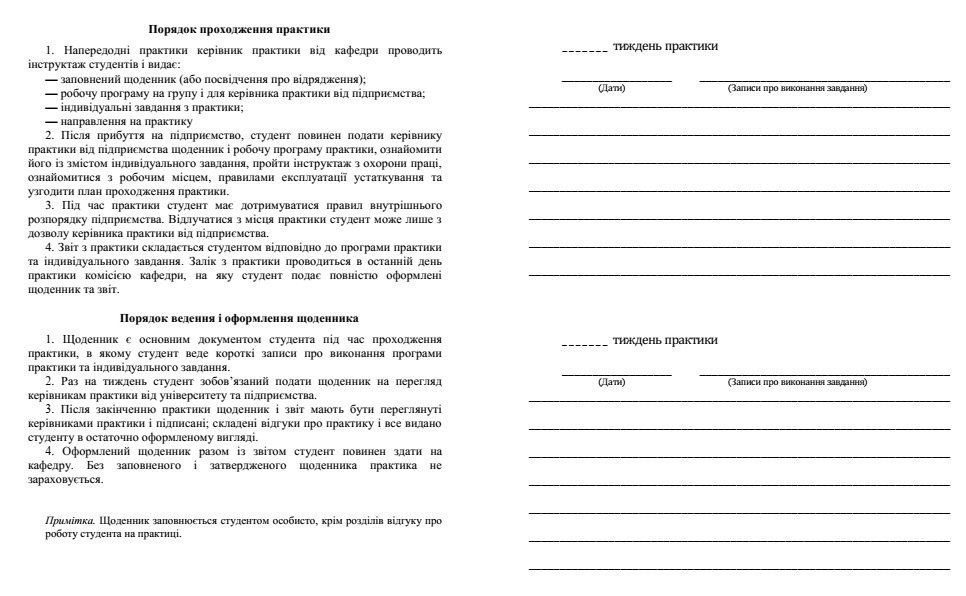 Порядок проходження практики
1. Напередодні практики керівник практики від кафедри проводить
інструктаж студентів і видає:
— заповнений щоденник (або посвідчення про відрядження);
— робочу програму на групу і для керівника практики від підприємства;
— індивідуальні завдання з практики;
— направлення на практику
2. Після прибуття на підприємство, студент повинен подати керівнику
практики від підприємства щоденник і робочу програму практики, ознайомити
його із змістом індивідуального завдання, пройти інструктаж з охорони праці,
ознайомитися з робочим місцем, правилами експлуатації устаткування та
узгодити план проходження практики.
3. Під час практики студент має дотримуватися правил внутрішнього
розпорядку підприємства. Відлучатися з місця практики студент може лише з
дозволу керівника практики від підприємства.
4. Звіт з практики складається студентом відповідно до програми практики
та індивідуального завдання. Залік з практики проводиться в останній день
практики комісією кафедри, на яку студент подає повністю оформлені
щоденник та звіт.
Порядок ведення і оформлення щоденника
1. Щоденник є основним документом студента під час проходження
практики, в якому студент веде короткі записи про виконання програми
практики та індивідуального завдання.
2. Раз на тиждень студент зобов’язаний подати щоденник на перегляд
керівникам практики від університету та підприємства.
3. Після закінченню практики щоденник і звіт мають бути переглянуті
керівниками практики і підписані; складені відгуки про практику і все видано
студенту в остаточно оформленому вигляді.
4. Оформлений щоденник разом із звітом студент повинен здати на
кафедру. Без заповненого і затвердженого щоденника практика не
зараховується.
Примітка. Щоденник заповнюється студентом особисто, крім розділів відгуку про
роботу студента на практиці.
_______ тиждень практики
(Дати) (Записи про виконання завдання)
_______ тиждень практики
(Дати) (Записи про виконання завдання)